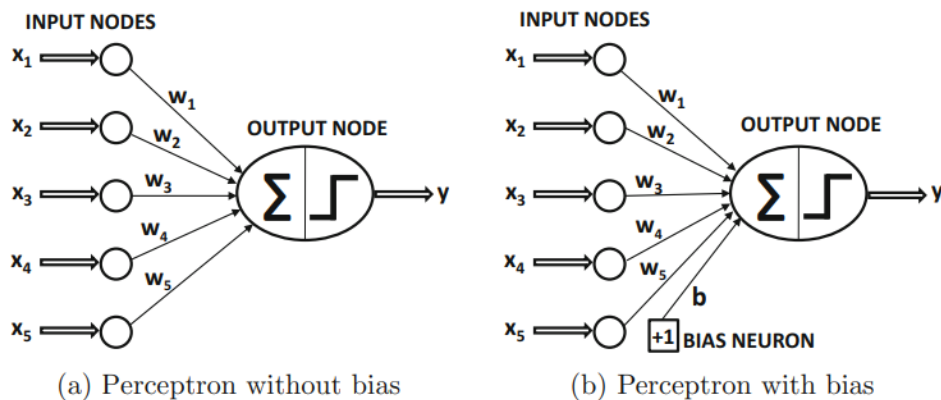 INPUT NODES
x1
w1
x2
w2
OUTPUT NODE
x3
w3
∑
y
x4
w4
w5
x5
(a) Perceptron without bias
INPUT NODES
x1
w1
x2
w2
OUTPUT NODE
x3
w3
∑
y
x4
w4
w5
b
x5
+1 BIAS NEURON
(b) Perceptron with bias